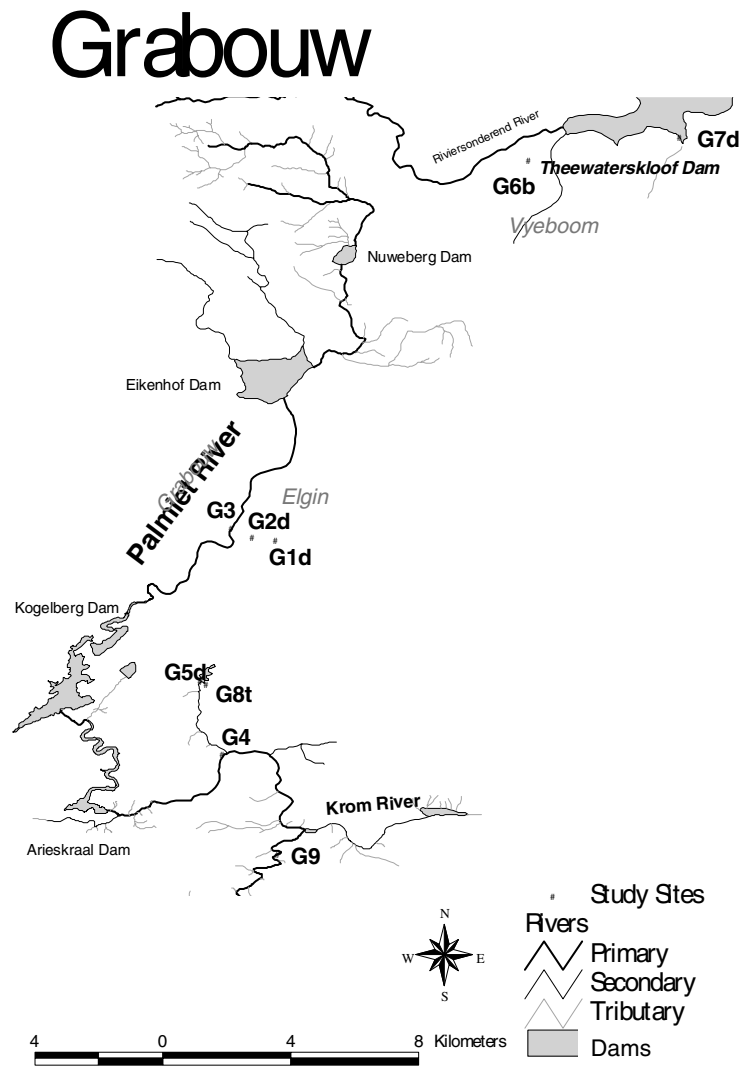 Grabouw
Riviersonderend River
G7d
Theewaterskloof Dam
G6b
Vyeboom
Nuweberg Dam
Eikenhof Dam
Grabouw
Palmiet River
Elgin
G3
G2d
G1d
Kogelberg Dam
G5d
G8t
G4
Krom River
Arieskraal Dam
G9
Study Sites
Rivers
Primary
Secondary
Tributary
Dams
N
W E
S
4 0 4 8 Kilometers